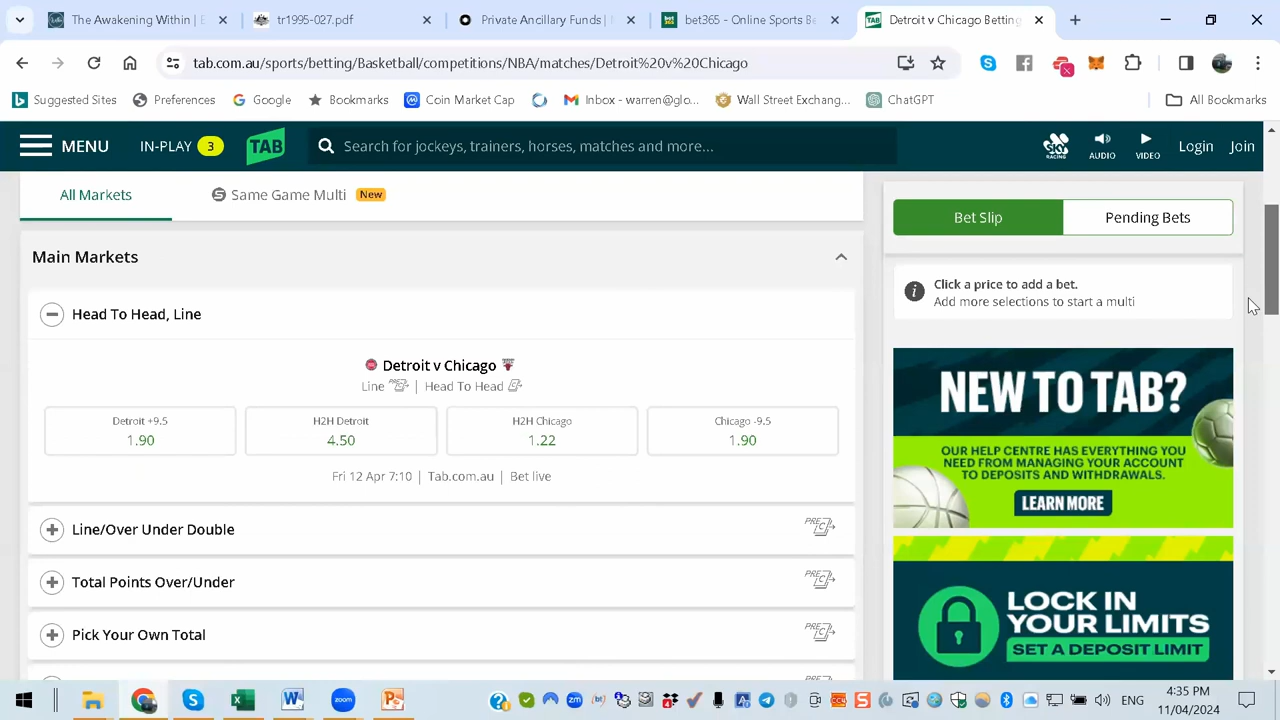 The Awakening Within | E
tr1995-027.pdf
Private Ancillary Funds
bet365 - Online Sports Be
Detroit v Chicago Betting
tab.com.au/sports/betting/Basketball/competitions/NBA/matches/Detroit%20v%20Chicago
Suggested Sites
Preferences
Google
Bookmarks
Coin Market Cap
Inbox - warren@glo...
Wall Street Exchang...
ChatGPT
All Bookmarks
MENU
IN-PLAY 3
TAB
Search for jockeys, trainers, horses, matches and more...
SKY RACING
AUDIO
VIDEO
Login
Join
All Markets
Same Game Multi New
Bet Slip
Pending Bets
Main Markets
Click a price to add a bet.
Add more selections to start a multi
Head To Head, Line
Detroit v Chicago
Line | Head To Head
Detroit +9.5
1.90
H2H Detroit
4.50
H2H Chicago
1.22
Chicago -9.5
1.90
Fri 12 Apr 7:10 | Tab.com.au | Bet live
Line/Over Under Double
Total Points Over/Under
Pick Your Own Total
NEW TO TAB?
OUR HELP CENTRE HAS EVERYTHING YOU
NEED FROM MANAGING YOUR ACCOUNT
TO DEPOSITS AND WITHDRAWALS.
LEARN MORE
LOCK IN
YOUR LIMITS
SET A DEPOSIT LIMIT
zoom
ENG
4:35 PM
11/04/2024